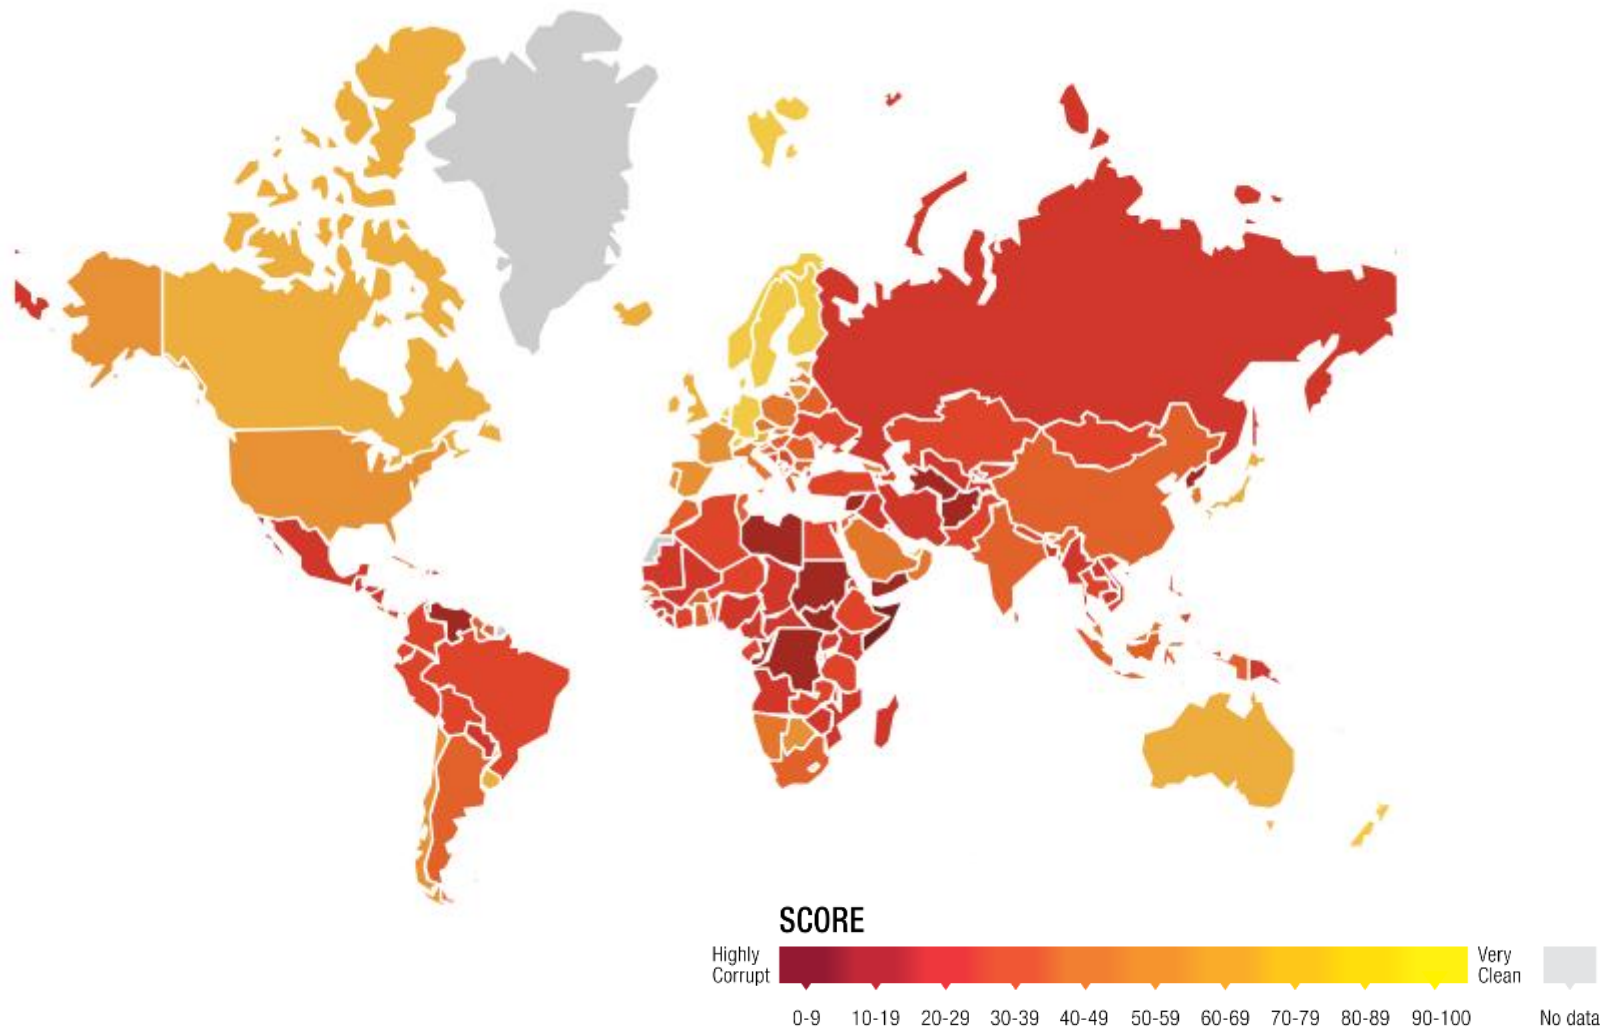 SCORE
Highly
Corrupt
Very
Clean
0-9 10-19 20-29 30-39 40-49 50-59 60-69 70-79 80-89 90-100 No data